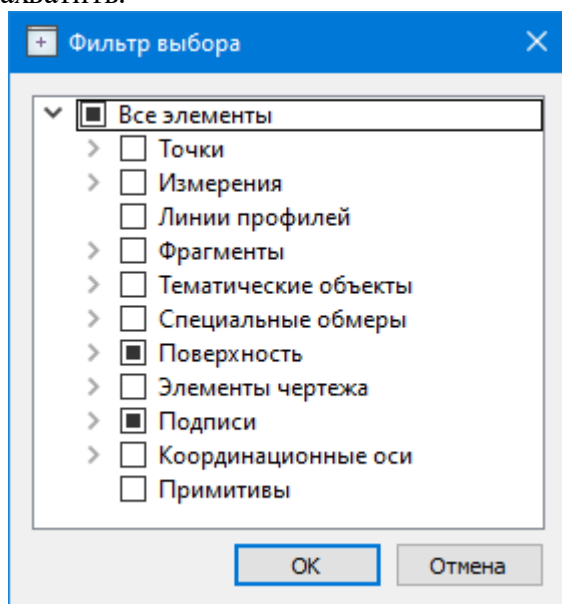 Фильтр выбора
Все элементы
Точки
Измерения
Линии профилей
Фрагменты
Тематические объекты
Специальные обмеры
Поверхность
Элементы чертежа
Подписи
Координационные оси
Примитивы
ОК Отмена